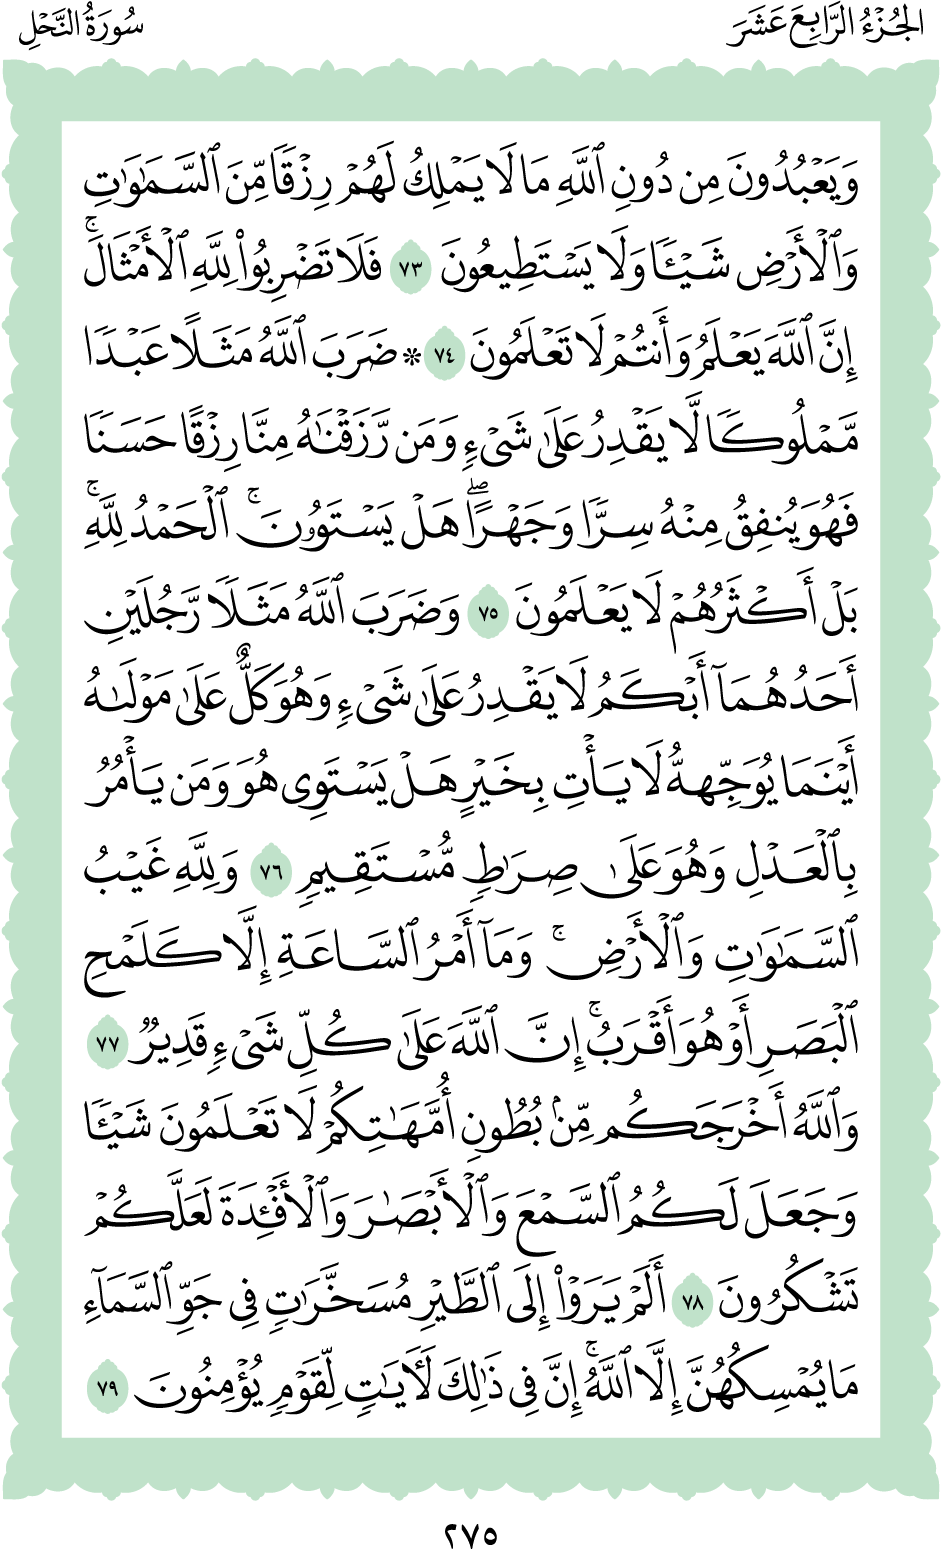 الجُزْءُ الرَّابِعَ عَشَرَ
سُورَةُ النَّحْلِ
وَيَعْبُدُونَ مِن دُونِ ٱللَّهِ مَا لَا يَمْلِكُ لَهُمْ رِزْقًا مِّنَ ٱلسَّمَٰوَٰتِ
وَٱلْأَرْضِ شَيْـًٔا وَلَا يَسْتَطِيعُونَ ٧٣ فَلَا تَضْرِبُوا۟ لِلَّهِ ٱلْأَمْثَالَ ۚ
إِنَّ ٱللَّهَ يَعْلَمُ وَأَنتُمْ لَا تَعْلَمُونَ ٧٤ * ضَرَبَ ٱللَّهُ مَثَلًا عَبْدًا
مَّمْلُوكًا لَّا يَقْدِرُ عَلَىٰ شَىْءٍ وَمَن رَّزَقْنَٰهُ مِنَّا رِزْقًا حَسَنًا
فَهُوَ يُنفِقُ مِنْهُ سِرًّا وَجَهْرًا ۖ هَلْ يَسْتَوُۥنَ ۚ ٱلْحَمْدُ لِلَّهِ ۚ
بَلْ أَكْثَرُهُمْ لَا يَعْلَمُونَ ٧٥ وَضَرَبَ ٱللَّهُ مَثَلًا رَّجُلَيْنِ
أَحَدُهُمَآ أَبْكَمُ لَا يَقْدِرُ عَلَىٰ شَىْءٍ وَهُوَ كَلٌّ عَلَىٰ مَوْلَىٰهُ
أَيْنَمَا يُوَجِّههُّ لَا يَأْتِ بِخَيْرٍ هَلْ يَسْتَوِى هُوَ وَمَن يَأْمُرُ
بِٱلْعَدْلِ وَهُوَ عَلَىٰ صِرَٰطٍ مُّسْتَقِيمٍ ٧٦ وَلِلَّهِ غَيْبُ
ٱلسَّمَٰوَٰتِ وَٱلْأَرْضِ ۚ وَمَآ أَمْرُ ٱلسَّاعَةِ إِلَّا كَلَمْحِ
ٱلْبَصَرِ أَوْ هُوَ أَقْرَبُ ۚ إِنَّ ٱللَّهَ عَلَىٰ كُلِّ شَىْءٍ قَدِيرٌ ٧٧
وَٱللَّهُ أَخْرَجَكُم مِّنۢ بُطُونِ أُمَّهَٰتِكُمْ لَا تَعْلَمُونَ شَيْـًٔا
وَجَعَلَ لَكُمُ ٱلسَّمْعَ وَٱلْأَبْصَٰرَ وَٱلْأَفْـِٔدَةَ لَعَلَّكُمْ
تَشْكُرُونَ ٧٨ أَلَمْ يَرَوْا۟ إِلَى ٱلطَّيْرِ مُسَخَّرَٰتٍ فِى جَوِّ ٱلسَّمَآءِ
مَا يُمْسِكُهُنَّ إِلَّا ٱللَّهُ ۚ إِنَّ فِى ذَٰلِكَ لَءَايَٰتٍ لِّقَوْمٍ يُؤْمِنُونَ ٧٩
٢٧٥